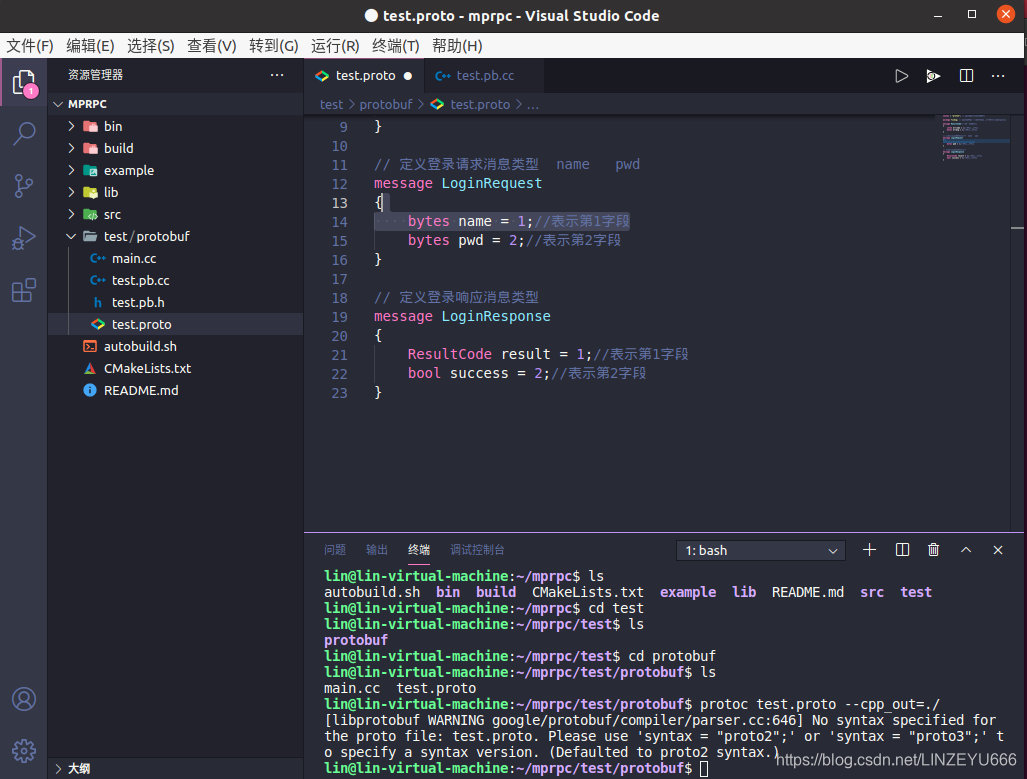 test.proto - mprpc - Visual Studio Code
文件(F) 编辑(E) 选择(S) 查看(V) 转到(G) 运行(R) 终端(T) 帮助(H)
资源管理器 ···
test.proto ● C++ test.pb.cc
test > protobuf > test.proto > ...
1
MPRPC
bin
build
example
lib
src
test/protobuf
C++ main.cc
C++ test.pb.cc
h test.pb.h
test.proto
autobuild.sh
CMakeLists.txt
README.md
大纲
9 }
10
11 // 定义登录请求消息类型 name pwd
12 message LoginRequest
13 {
14 bytes name = 1;//表示第1字段
15 bytes pwd = 2;//表示第2字段
16 }
17
18 // 定义登录响应消息类型
19 message LoginResponse
20 {
21 ResultCode result = 1;//表示第1字段
22 bool success = 2;//表示第2字段
23 }
问题 输出 终端 调试控制台 1: bash
lin@lin-virtual-machine:~/mprpc$ ls
autobuild.sh bin build CMakeLists.txt example lib README.md src test
lin@lin-virtual-machine:~/mprpc$ cd test
lin@lin-virtual-machine:~/mprpc/test$ ls
protobuf
lin@lin-virtual-machine:~/mprpc/test$ cd protobuf
lin@lin-virtual-machine:~/mprpc/test/protobuf$ ls
main.cc test.proto
lin@lin-virtual-machine:~/mprpc/test/protobuf$ protoc test.proto --cpp_out=./
[libprotobuf WARNING google/protobuf/compiler/parser.cc:646] No syntax specified for
the proto file: test.proto. Please use 'syntax = "proto2";' or 'syntax = "proto3";' t
o specify a syntax version. (Defaulted to proto2 syntax.)
lin@lin-virtual-machine:~/mprpc/test/protobuf$
https://blog.csdn.net/LINZEYU666